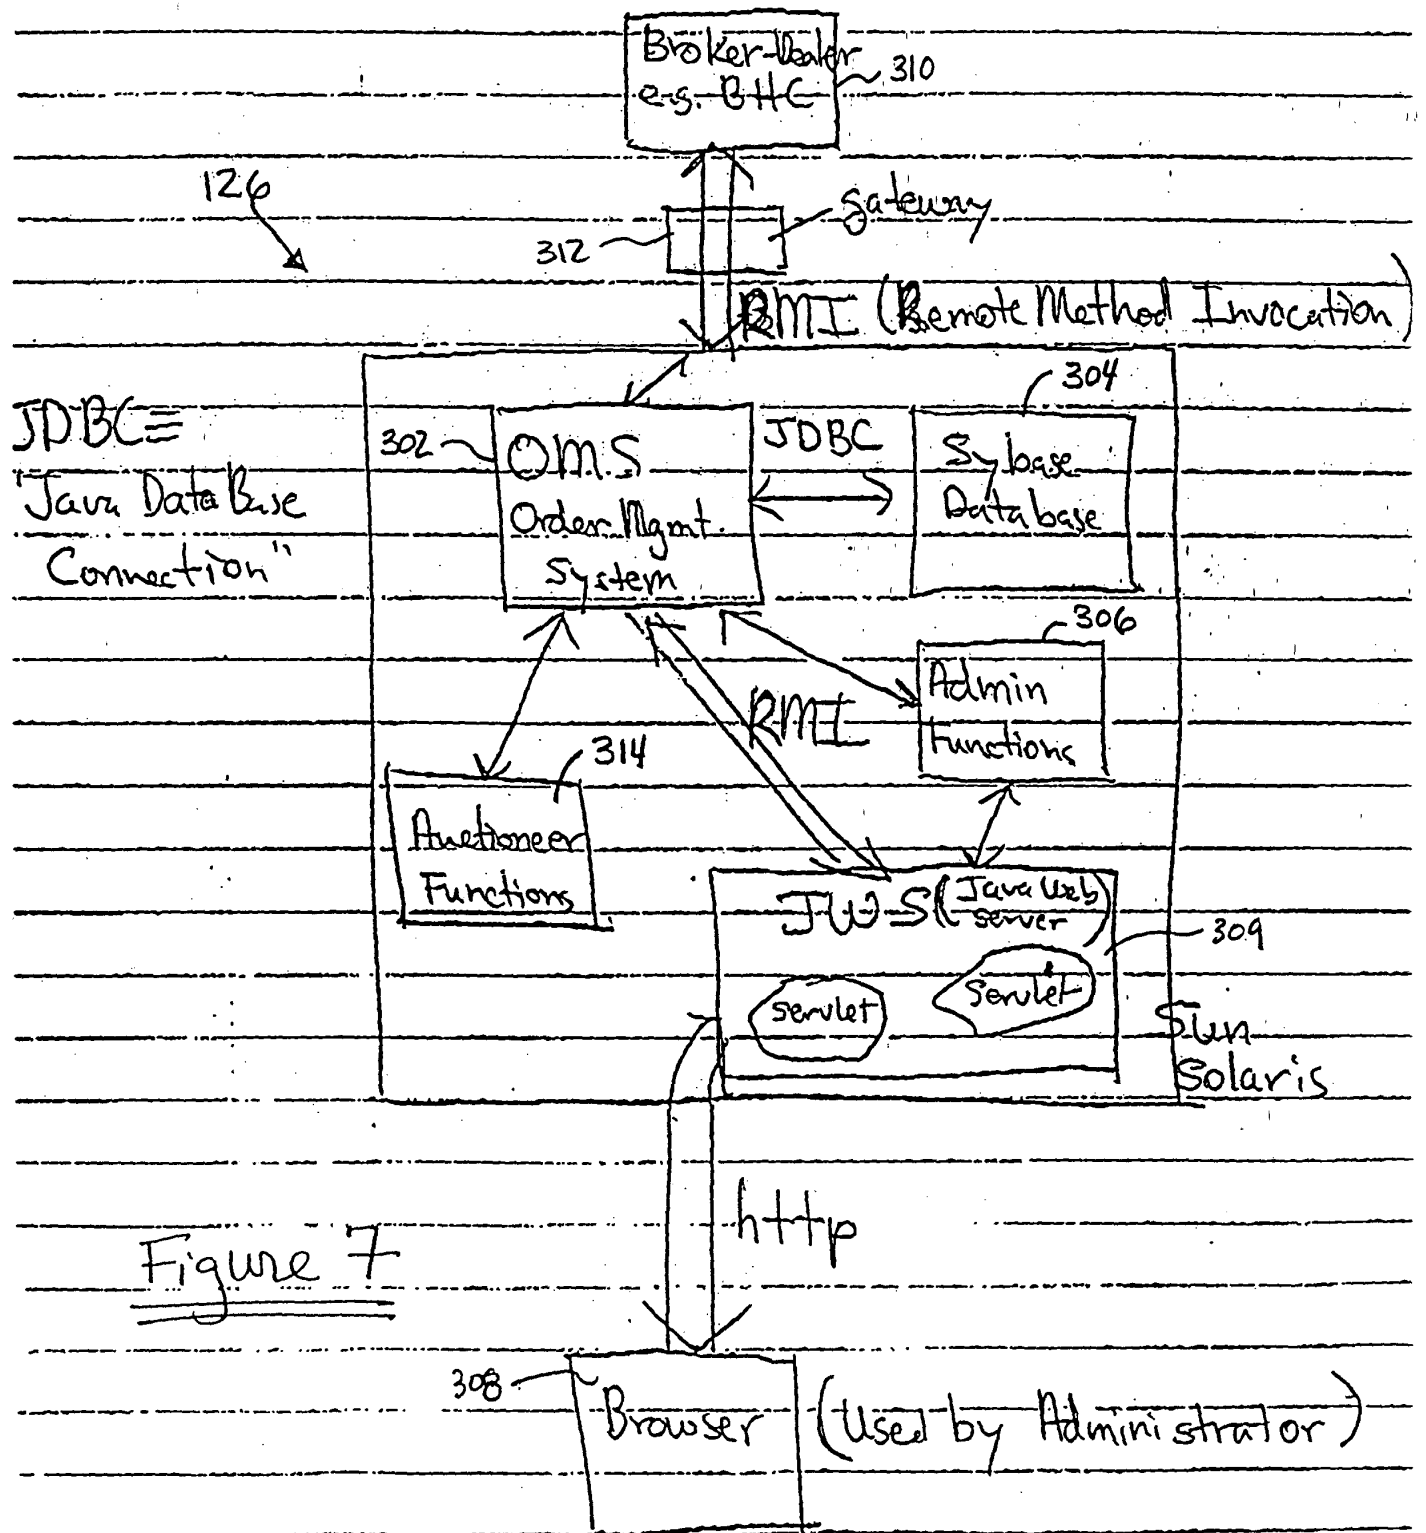 Broker-Dealer
e.g. BHC
310
126
gateway
312
RMI (Remote Method Invocation)
304
JDBC≡
"Java DataBase
Connection"
302
OMS
Order Mgmt.
System
JDBC
Sybase
Database
306
Admin
Functions
RMI
314
Auctioneer
Functions
JWS (Java Web
server)
309
servlet
Servlet
Sun
Solaris
http
Figure 7
308
Browser
(Used by Administrator)